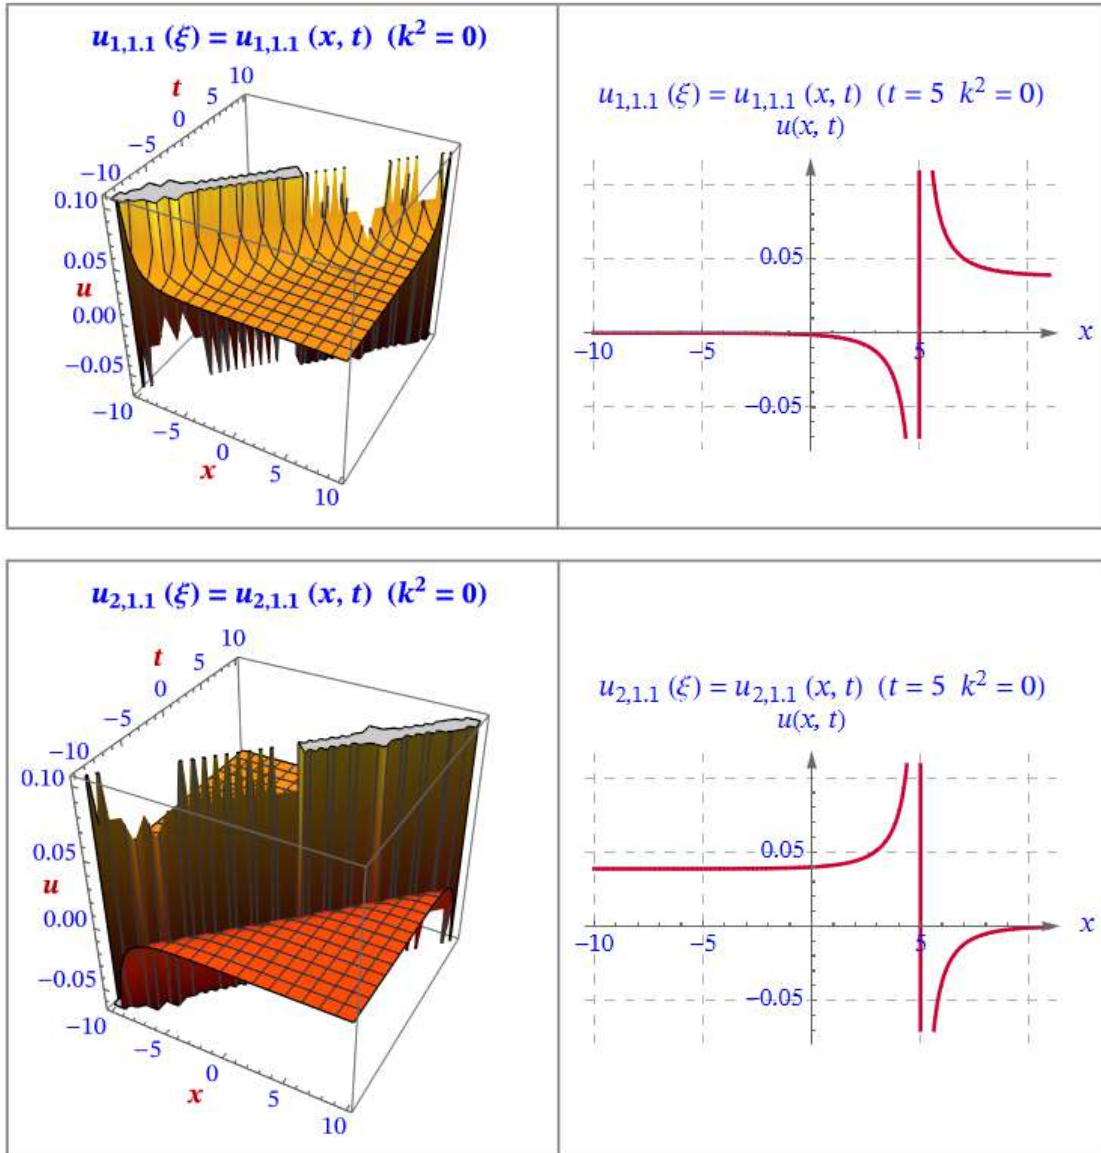 u₁,₁.₁ (ξ) = u₁,₁.₁ (x, t) (k² = 0)
t
10
5
0
−5
−10
0.10
0.05
u
0.00
−0.05
−10
−5
0
5
10
x
u₁,₁.₁ (ξ) = u₁,₁.₁ (x, t) (t = 5 k² = 0)
u(x, t)
0.05
x
−10
−5
5
−0.05
u₂,₁.₁ (ξ) = u₂,₁.₁ (x, t) (k² = 0)
t
10
5
0
−5
−10
0.10
0.05
u
0.00
−0.05
−10
−5
0
5
10
x
u₂,₁.₁ (ξ) = u₂,₁.₁ (x, t) (t = 5 k² = 0)
u(x, t)
0.05
x
−10
−5
5
−0.05